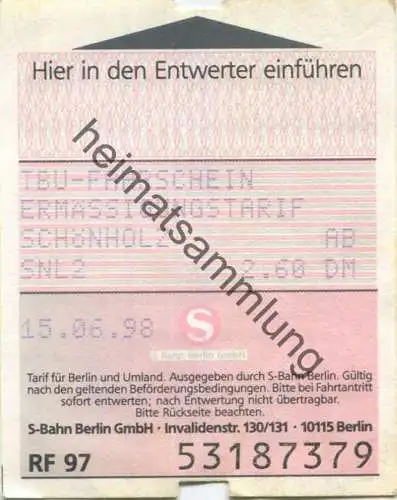 Hier in den Entwerter einführen
TBU-FAHRSCHEIN
ERMASSIGUNGSTARIF
SCHÖNHOLZ AB
SNL2 2.60 DM
15.06.98 S
S-Bahn Berlin GmbH
Tarif für Berlin und Umland. Ausgegeben durch S-Bahn Berlin. Gültig
nach den geltenden Beförderungsbedingungen. Bitte bei Fahrtantritt
sofort entwerten; nach Entwertung nicht übertragbar.
Bitte Rückseite beachten.
S-Bahn Berlin GmbH · Invalidenstr. 130/131 · 10115 Berlin
RF 97 53187379
heimatsammlung